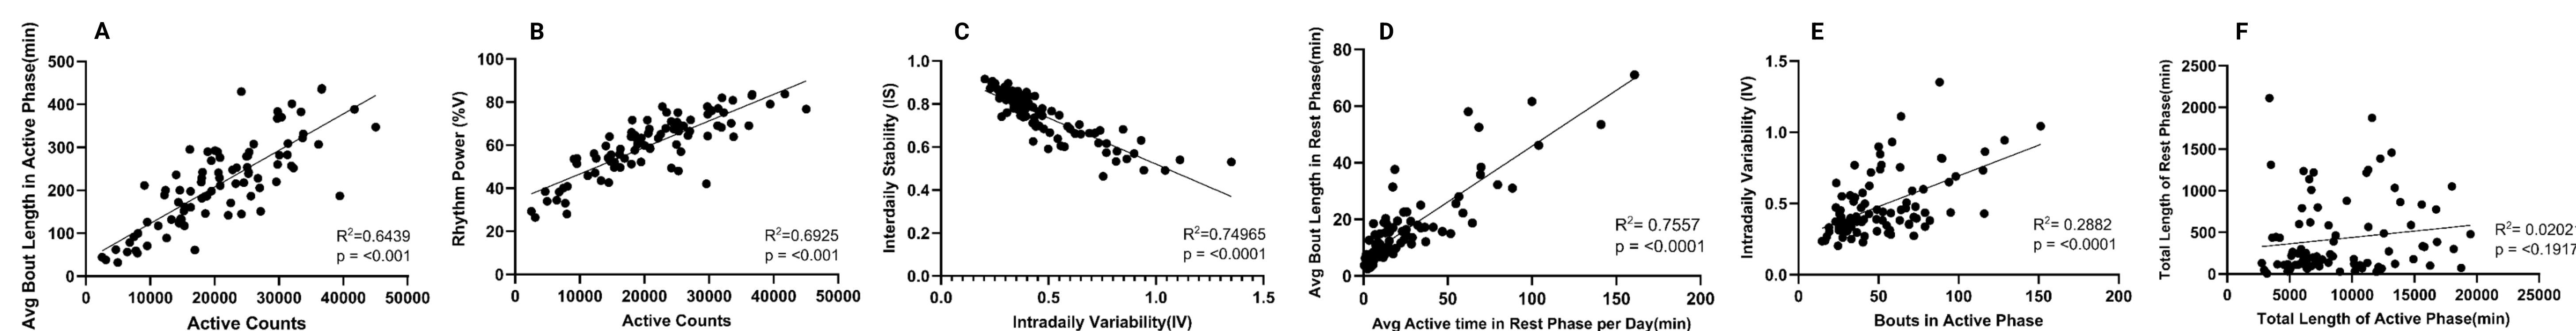 A
Avg Bout Length in Active Phase(min)
500
400
300
200
100
0
R²=0.6439
p = <0.001
0 10000 20000 30000 40000 50000
Active Counts
B
Rhythm Power (%V)
100
80
60
40
20
0
R²=0.6925
p = <0.001
0 10000 20000 30000 40000 50000
Active Counts
C
Interdaily Stability (IS)
1.0
0.8
0.6
0.4
0.2
0.0
R²=0.74965
p = <0.0001
0.0 0.5 1.0 1.5
Intradaily Variability(IV)
D
Avg Bout Length in Rest Phase(min)
80
60
40
20
0
R²= 0.7557
p = <0.0001
0 50 100 150 200
Avg Active time in Rest Phase per Day(min)
E
Intradaily Variability (IV)
1.5
1.0
0.5
0.0
R²= 0.2882
p = <0.0001
0 50 100 150 200
Bouts in Active Phase
F
Total Length of Rest Phase(min)
2500
2000
1500
1000
500
0
R²= 0.0202
p = <0.1917
0 5000 10000 15000 20000 25000
Total Length of Active Phase(min)